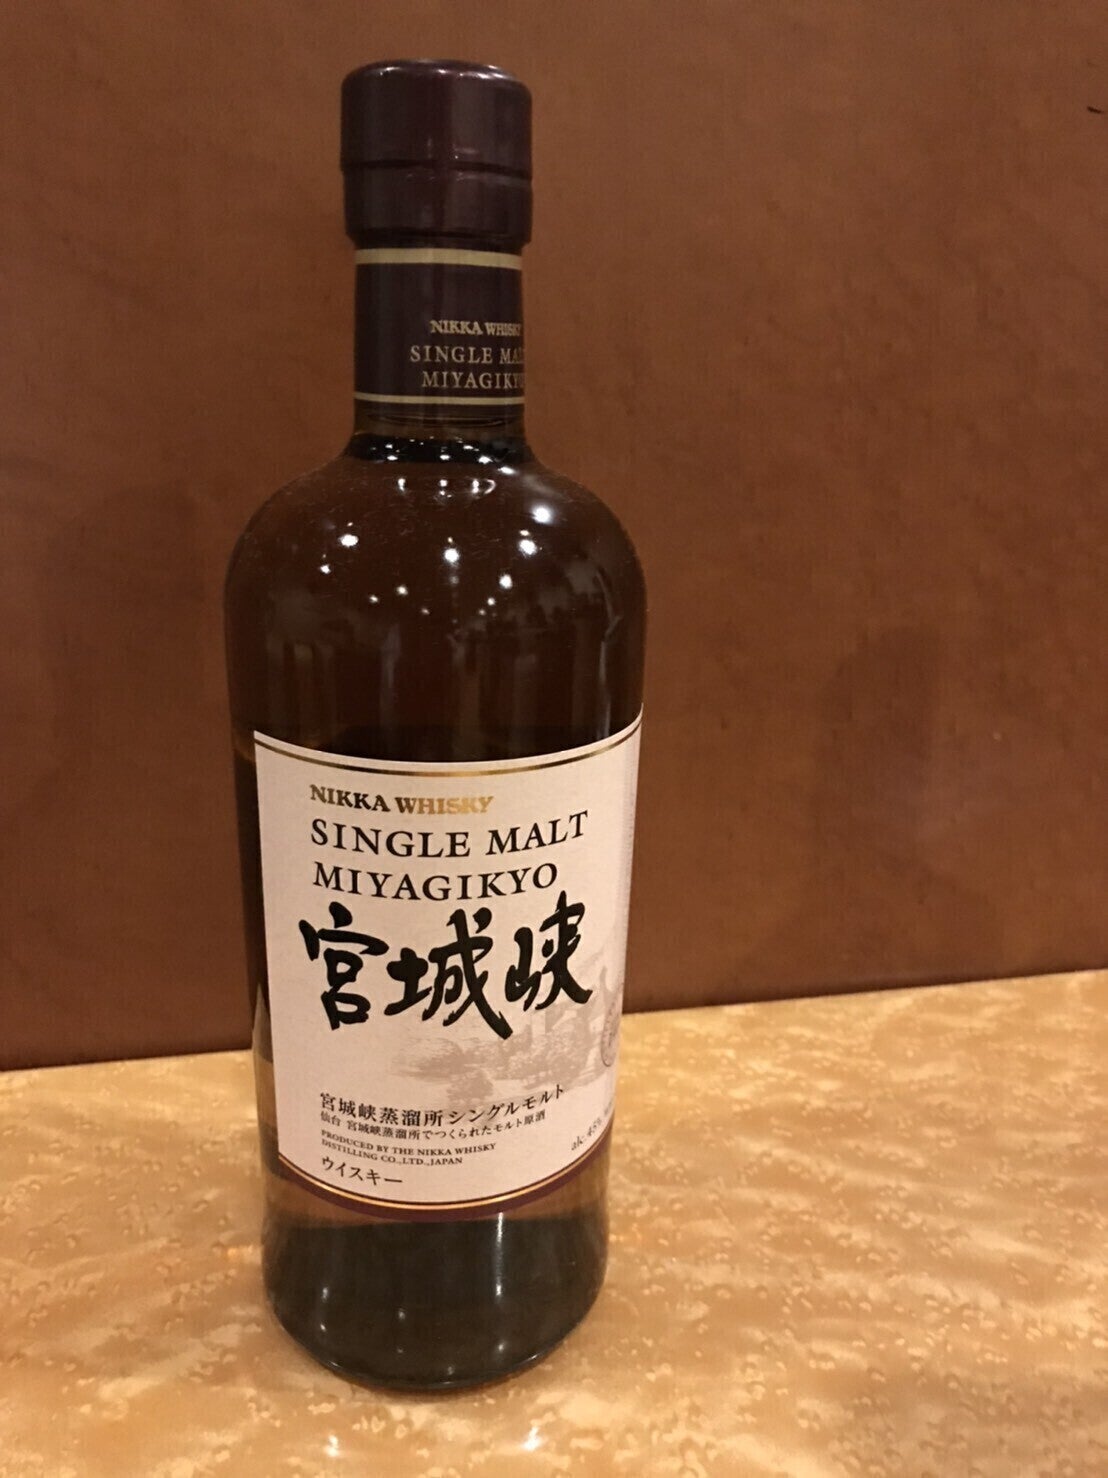 NIKKA WHISKY
SINGLE MALT
MIYAGIKYO
NIKKA WHISKY
SINGLE MALT
MIYAGIKYO
宮城峡
宮城峡蒸溜所シングルモルト
仙台 宮城峡蒸溜所でつくられたモルト原酒
PRODUCED BY THE NIKKA WHISKY
DISTILLING CO.,LTD.,JAPAN
ウイスキー
alc. 45%